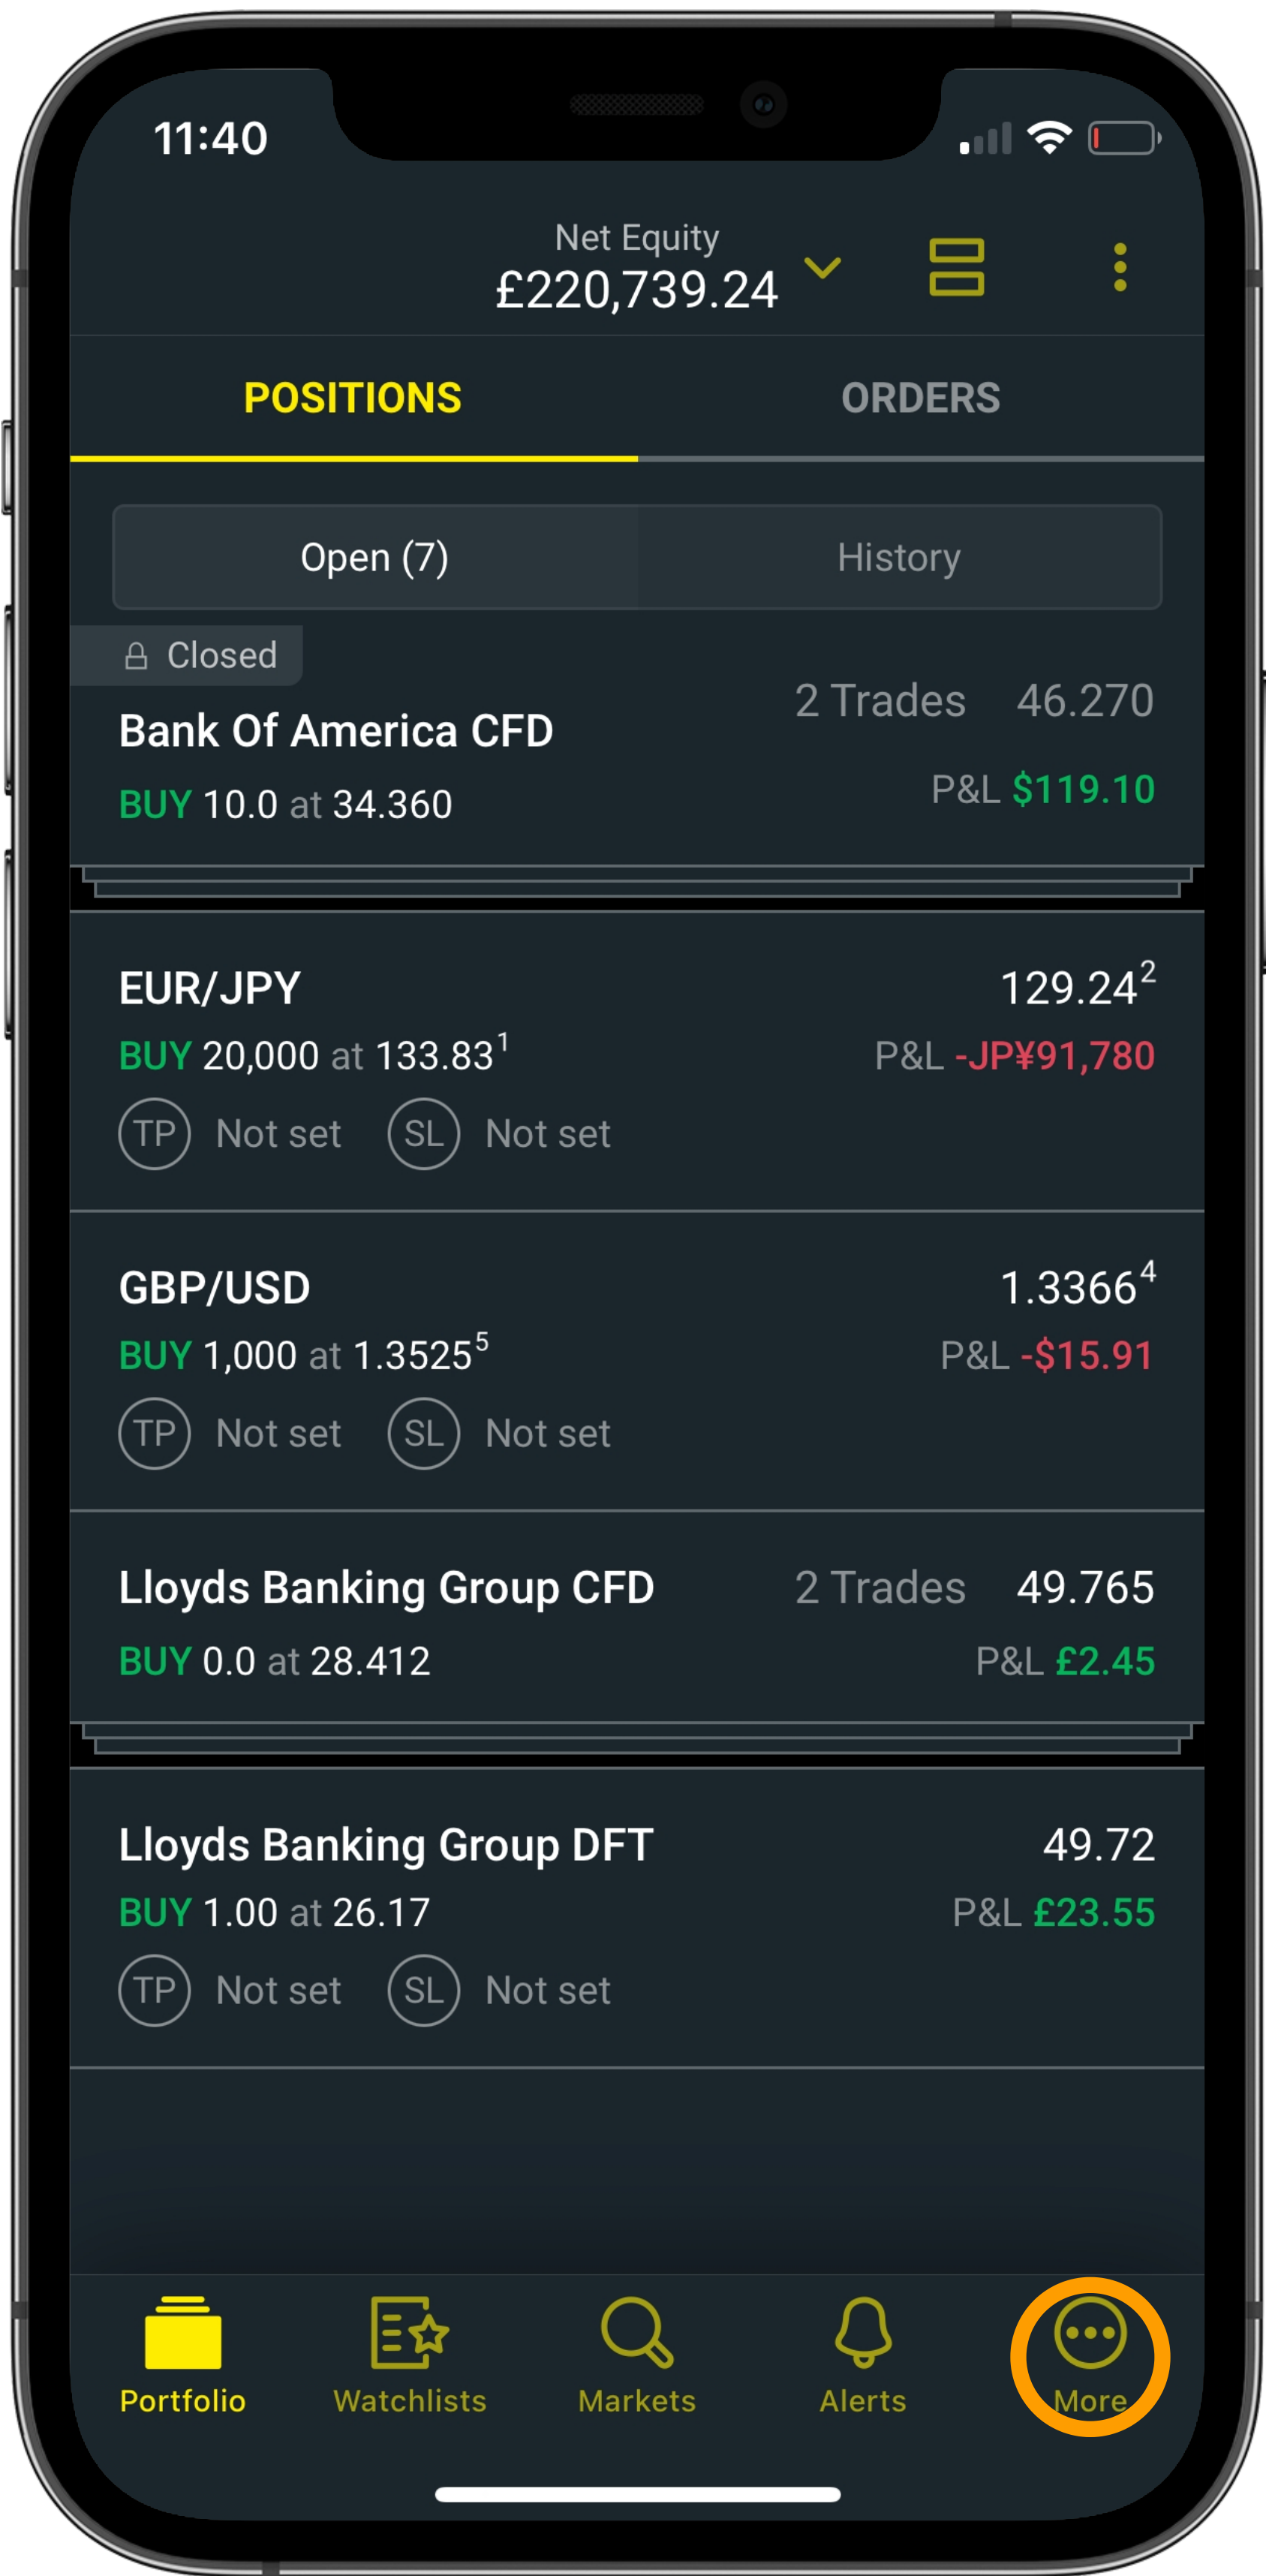 11:40
Net Equity
£220,739.24
POSITIONS ORDERS
Open (7) History
Closed
Bank Of America CFD 2 Trades 46.270
BUY 10.0 at 34.360 P&L $119.10
EUR/JPY 129.24²
BUY 20,000 at 133.83¹ P&L -JP¥91,780
TP Not set SL Not set
GBP/USD 1.3366⁴
BUY 1,000 at 1.3525⁵ P&L -$15.91
TP Not set SL Not set
Lloyds Banking Group CFD 2 Trades 49.765
BUY 0.0 at 28.412 P&L £2.45
Lloyds Banking Group DFT 49.72
BUY 1.00 at 26.17 P&L £23.55
TP Not set SL Not set
Portfolio Watchlists Markets Alerts More